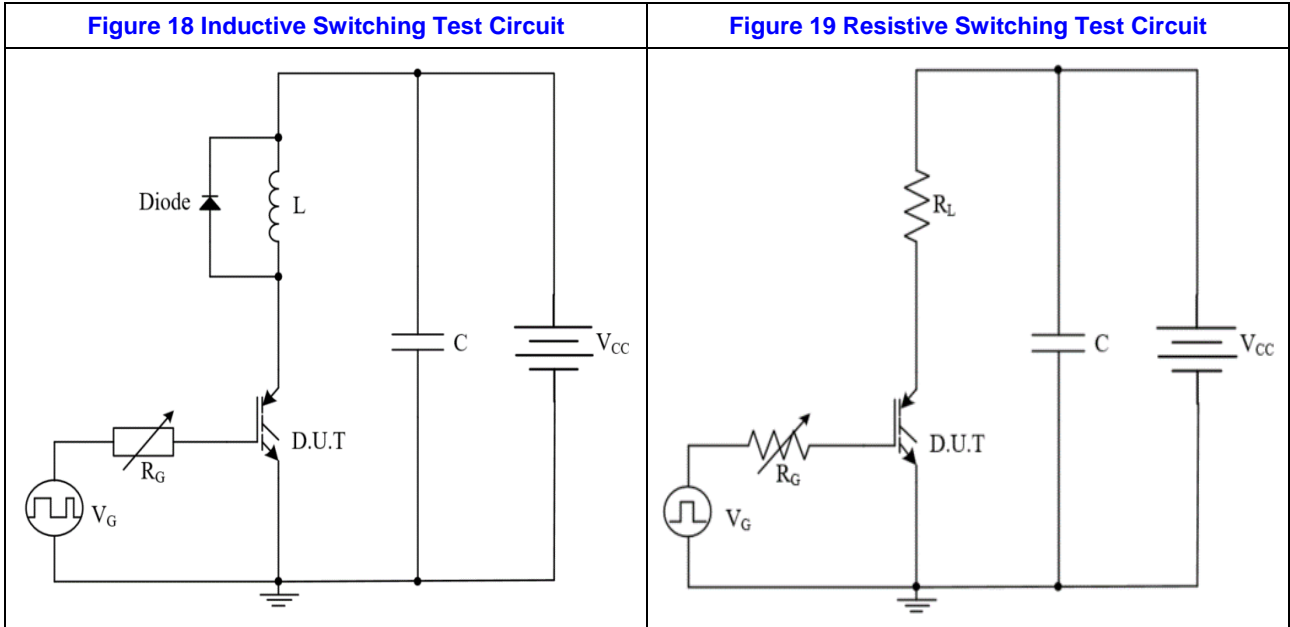 Figure 18 Inductive Switching Test Circuit
Diode
L
C
VCC
D.U.T
RG
VG
Figure 19 Resistive Switching Test Circuit
RL
C
VCC
D.U.T
RG
VG